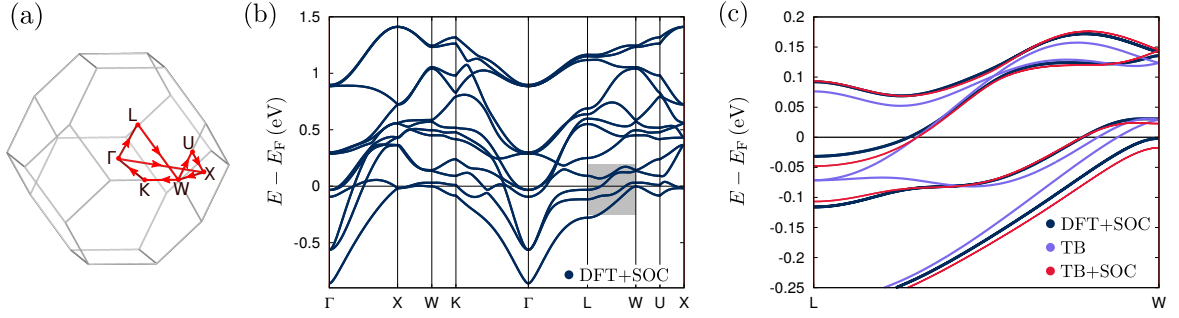 (a)
L
Γ
U
X
K
W
(b)
E − E_F (eV)
1.5
1
0.5
0
-0.5
DFT+SOC
Γ X W K Γ L W U X
(c)
E − E_F (eV)
0.2
0.15
0.1
0.05
0
-0.05
-0.1
-0.15
-0.2
-0.25
DFT+SOC
TB
TB+SOC
L W